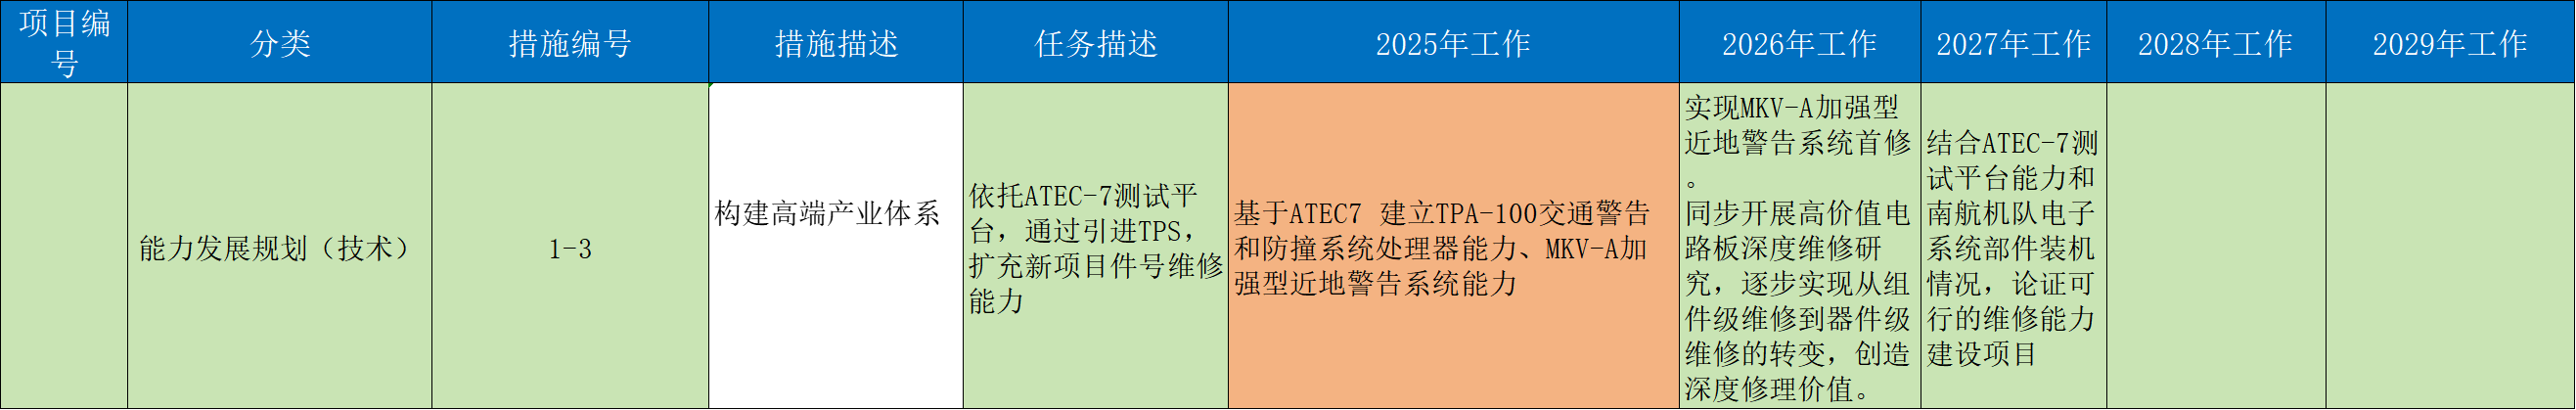 项目编
号
分类
措施编号
措施描述
任务描述
2025年工作
2026年工作
2027年工作
2028年工作
2029年工作
能力发展规划（技术）
1-3
构建高端产业体系
依托ATEC-7测试平
台，通过引进TPS，
扩充新项目件号维修
能力
基于ATEC7 建立TPA-100交通警告
和防撞系统处理器能力、MKV-A加
强型近地警告系统能力
实现MKV-A加强型
近地警告系统首修
。
同步开展高价值电
路板深度维修研
究，逐步实现从组
件级维修到器件级
维修的转变，创造
深度修理价值。
结合ATEC-7测
试平台能力和
南航机队电子
系统部件装机
情况，论证可
行的维修能力
建设项目